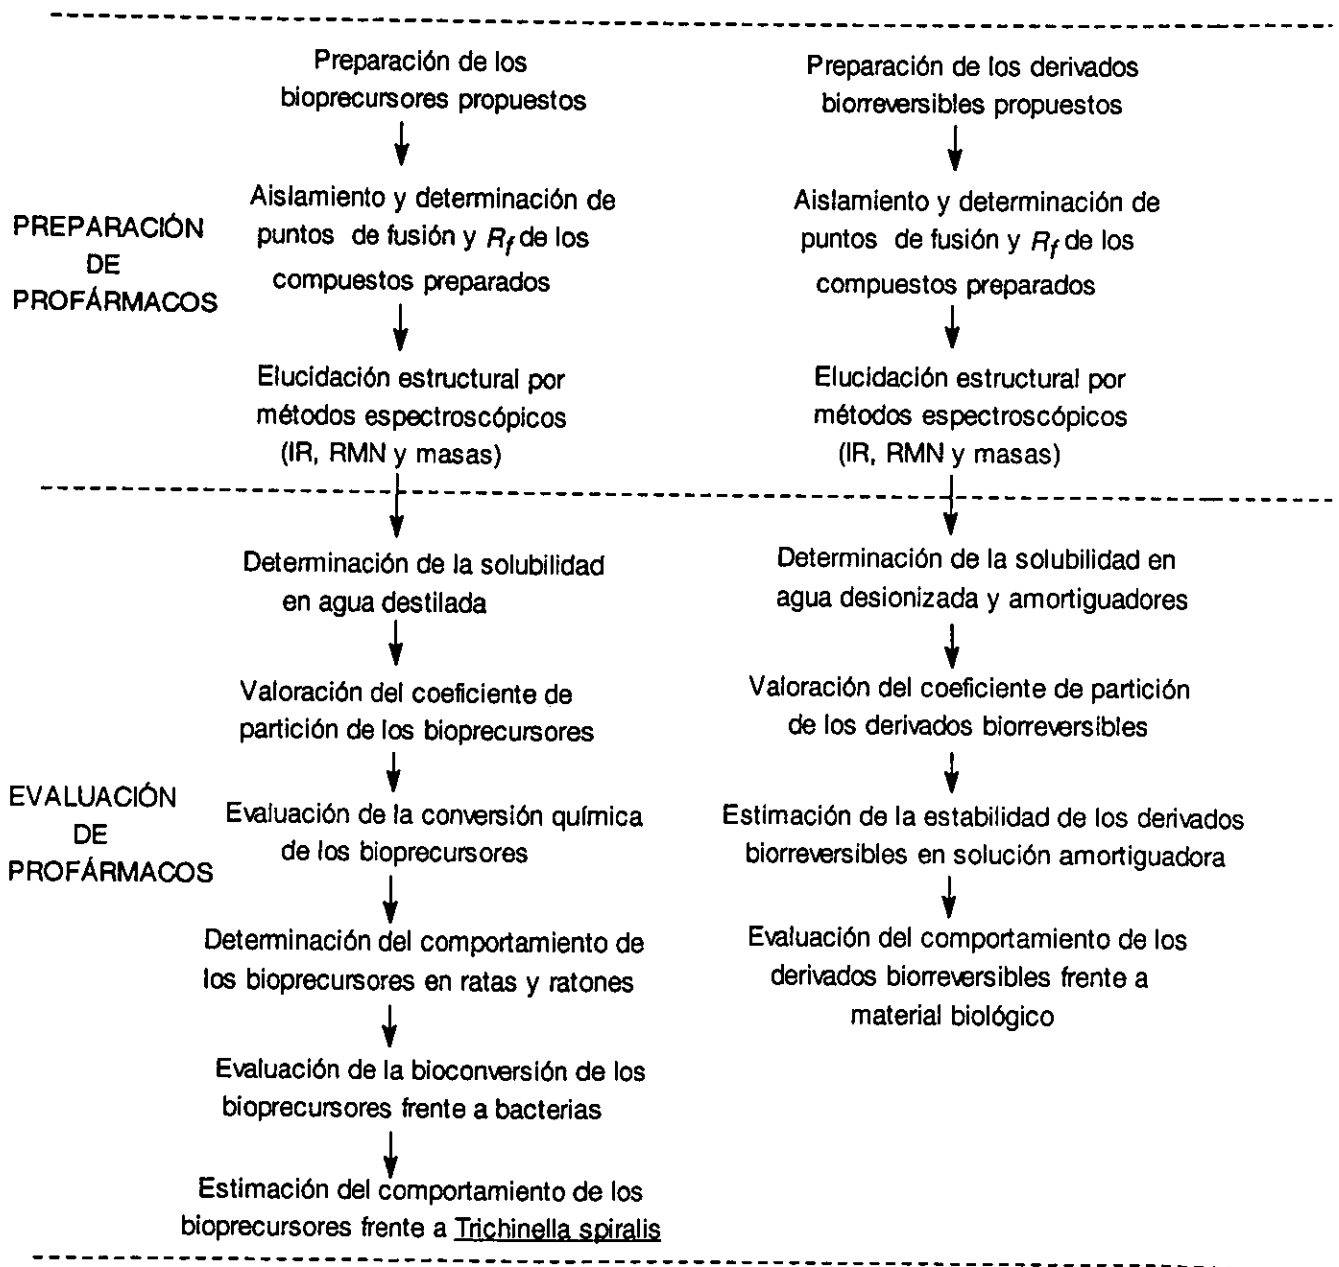 PREPARACIÓN
DE
PROFÁRMACOS
Preparación de los
bioprecursores propuestos
Aislamiento y determinación de
puntos de fusión y Rf de los
compuestos preparados
Elucidación estructural por
métodos espectroscópicos
(IR, RMN y masas)
Preparación de los derivados
biorreversibles propuestos
Aislamiento y determinación de
puntos de fusión y Rf de los
compuestos preparados
Elucidación estructural por
métodos espectroscópicos
(IR, RMN y masas)
EVALUACIÓN
DE
PROFÁRMACOS
Determinación de la solubilidad
en agua destilada
Valoración del coeficiente de
partición de los bioprecursores
Evaluación de la conversión química
de los bioprecursores
Determinación del comportamiento de
los bioprecursores en ratas y ratones
Evaluación de la bioconversión de los
bioprecursores frente a bacterias
Estimación del comportamiento de los
bioprecursores frente a Trichinella spiralis
Determinación de la solubilidad en
agua desionizada y amortiguadores
Valoración del coeficiente de partición
de los derivados biorreversibles
Estimación de la estabilidad de los derivados
biorreversibles en solución amortiguadora
Evaluación del comportamiento de los
derivados biorreversibles frente a
material biológico